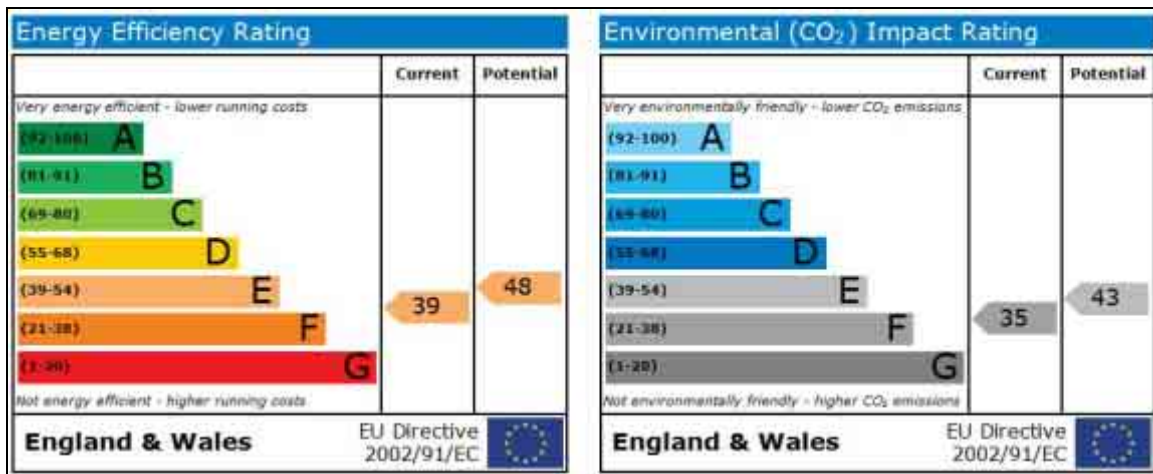 Energy Efficiency Rating
Current Potential
Very energy efficient - lower running costs
(92-100) A
(81-91) B
(69-80) C
(55-68) D
(39-54) E
(21-38) F
(1-20) G
39
48
Not energy efficient - higher running costs
England & Wales
EU Directive
2002/91/EC
Environmental (CO₂) Impact Rating
Current Potential
Very environmentally friendly - lower CO₂ emissions
(92-100) A
(81-91) B
(69-80) C
(55-68) D
(39-54) E
(21-38) F
(1-20) G
35
43
Not environmentally friendly - higher CO₂ emissions
England & Wales
EU Directive
2002/91/EC